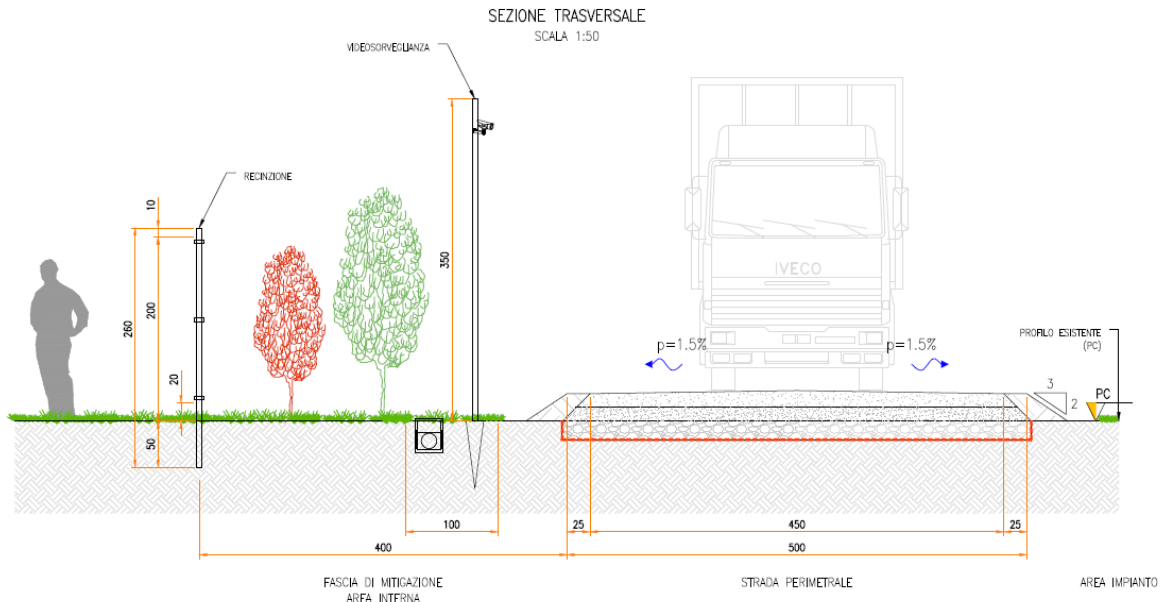 SEZIONE TRASVERSALE
SCALA 1:50
VIDEOSORVEGLIANZA
RECINZIONE
10
350
200
260
IVECO
PROFILO ESISTENTE
(PC)
p=1.5%
p=1.5%
3
PC
2
20
50
100
25
450
25
400
500
FASCIA DI MITIGAZIONE
AREA INTERNA
STRADA PERIMETRALE
AREA IMPIANTO